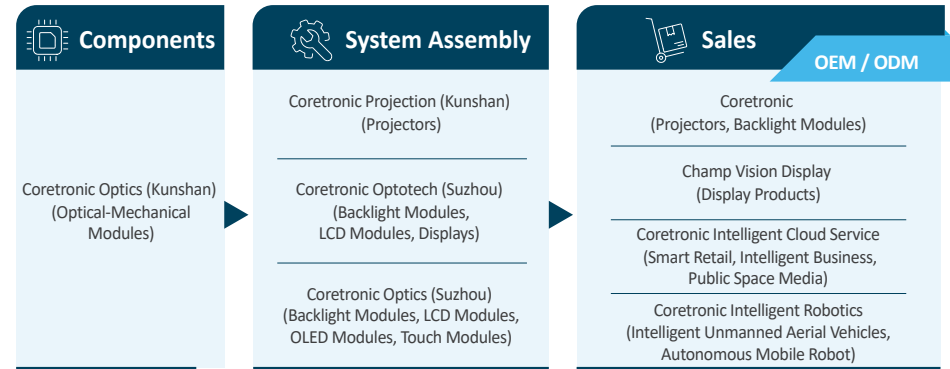 Components
Coretronic Optics (Kunshan)
(Optical-Mechanical
Modules)
System Assembly
Coretronic Projection (Kunshan)
(Projectors)
Coretronic Optotech (Suzhou)
(Backlight Modules,
LCD Modules, Displays)
Coretronic Optics (Suzhou)
(Backlight Modules, LCD Modules,
OLED Modules, Touch Modules)
Sales
OEM / ODM
Coretronic
(Projectors, Backlight Modules)
Champ Vision Display
(Display Products)
Coretronic Intelligent Cloud Service
(Smart Retail, Intelligent Business,
Public Space Media)
Coretronic Intelligent Robotics
(Intelligent Unmanned Aerial Vehicles,
Autonomous Mobile Robot)